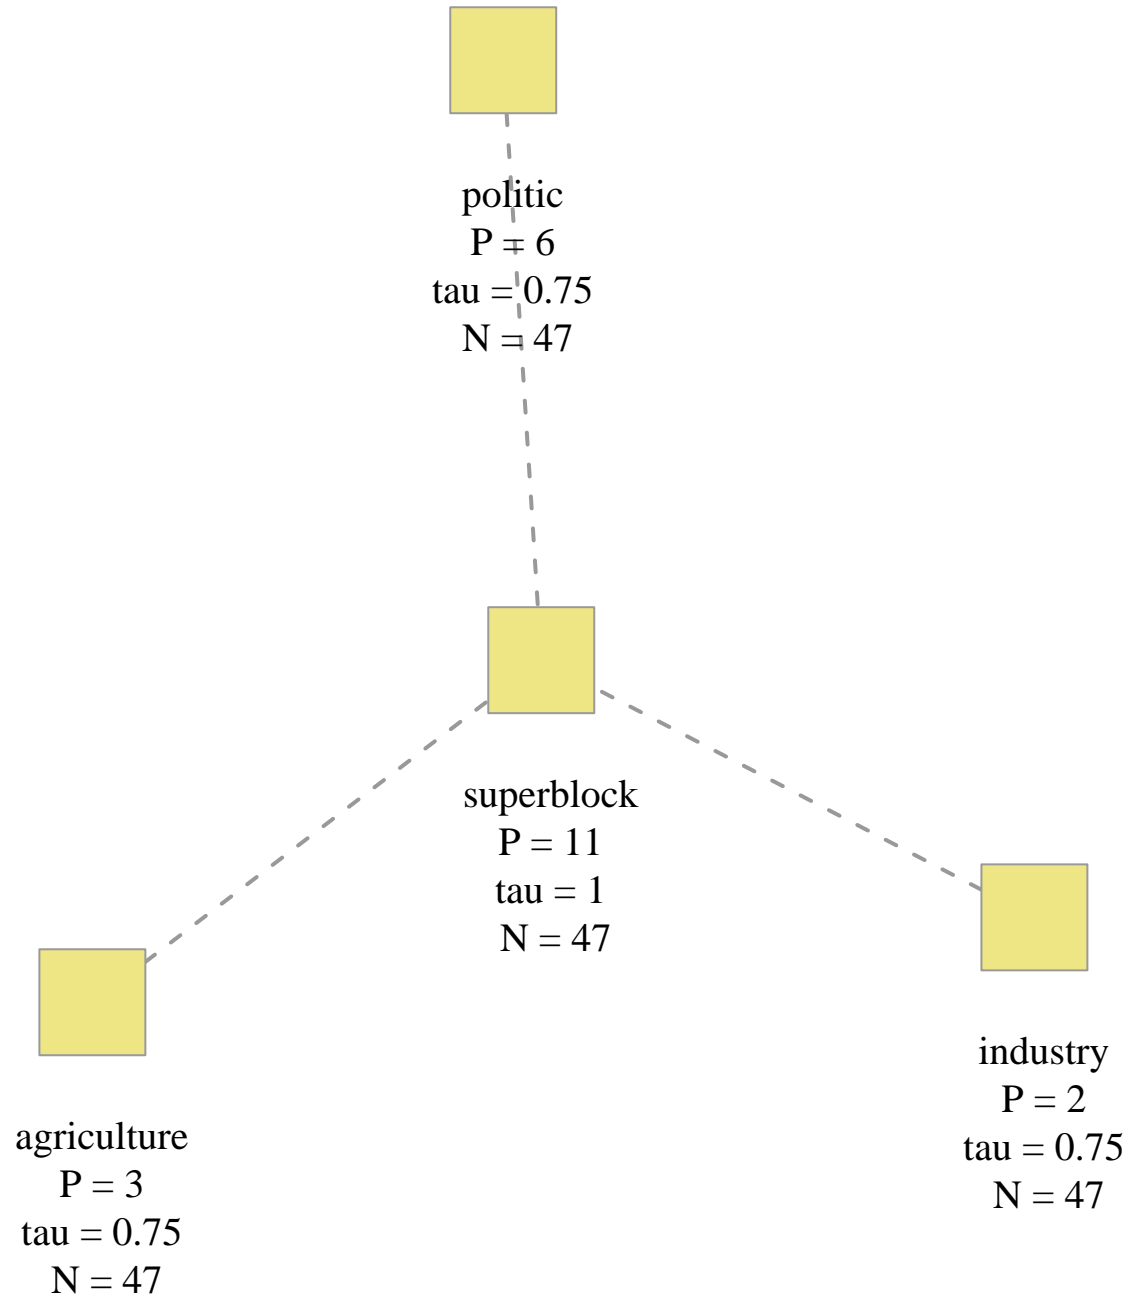 politic
P = 6
tau = 0.75
N = 47
superblock
P = 11
tau = 1
N = 47
industry
P = 2
tau = 0.75
N = 47
agriculture
P = 3
tau = 0.75
N = 47